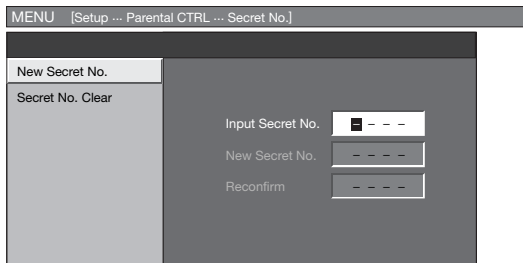 MENU [Setup ··· Parental CTRL ··· Secret No.]
New Secret No.
Secret No. Clear
Input Secret No. – – – –
New Secret No. – – – –
Reconfirm – – – –